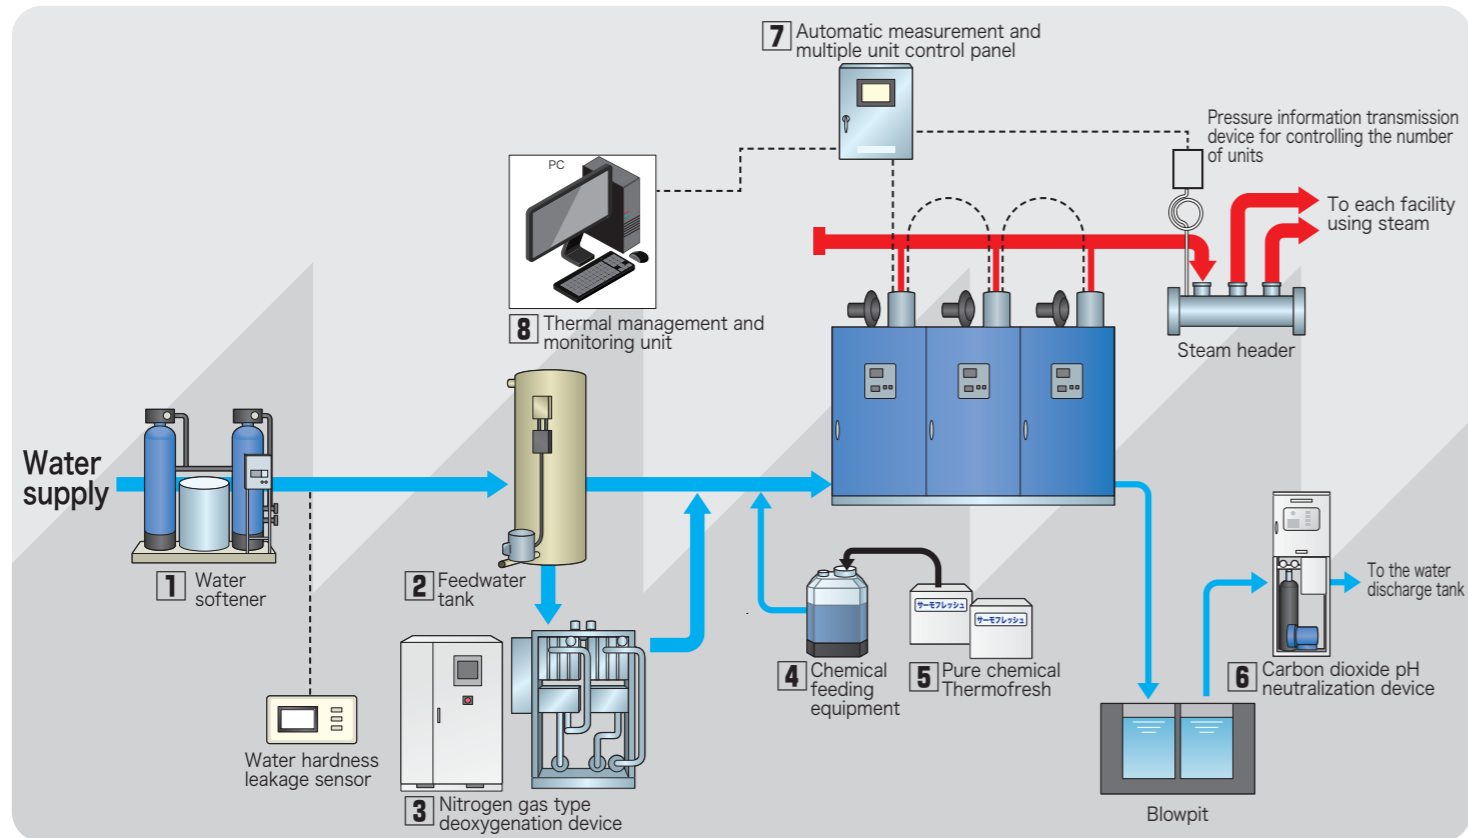 7 Automatic measurement and
multiple unit control panel
Pressure information transmission
device for controlling the number
of units
PC
To each facility
using steam
8 Thermal management and
monitoring unit
Steam header
Water
supply
1 Water
softener
2 Feedwater
tank
To the water
discharge tank
サーモフレッシュ
サーモフレッシュ
4 Chemical
feeding
equipment
5 Pure chemical
Thermofresh
6 Carbon dioxide pH
neutralization device
Water hardness
leakage sensor
3 Nitrogen gas type
deoxygenation device
Blowpit